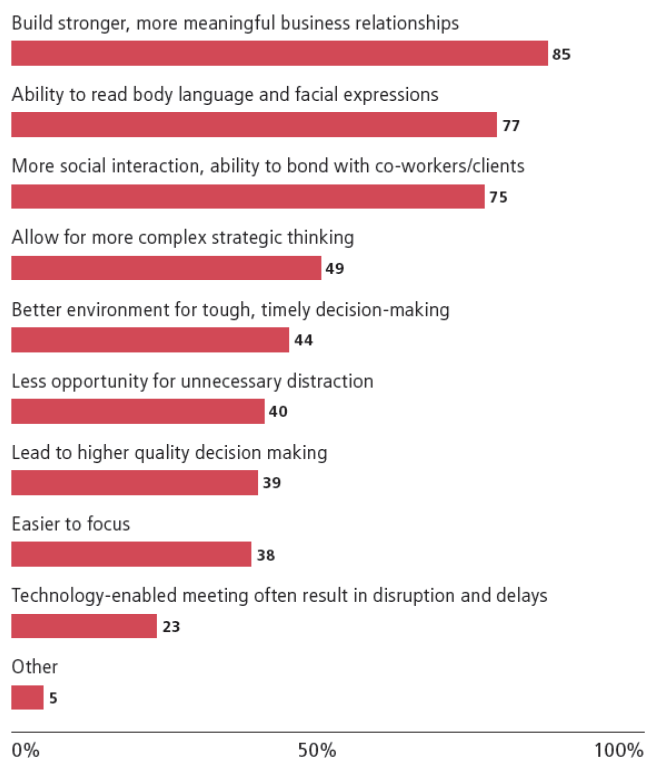 Build stronger, more meaningful business relationships
85
Ability to read body language and facial expressions
77
More social interaction, ability to bond with co-workers/clients
75
Allow for more complex strategic thinking
49
Better environment for tough, timely decision-making
44
Less opportunity for unnecessary distraction
40
Lead to higher quality decision making
39
Easier to focus
38
Technology-enabled meeting often result in disruption and delays
23
Other
5
0% 50% 100%